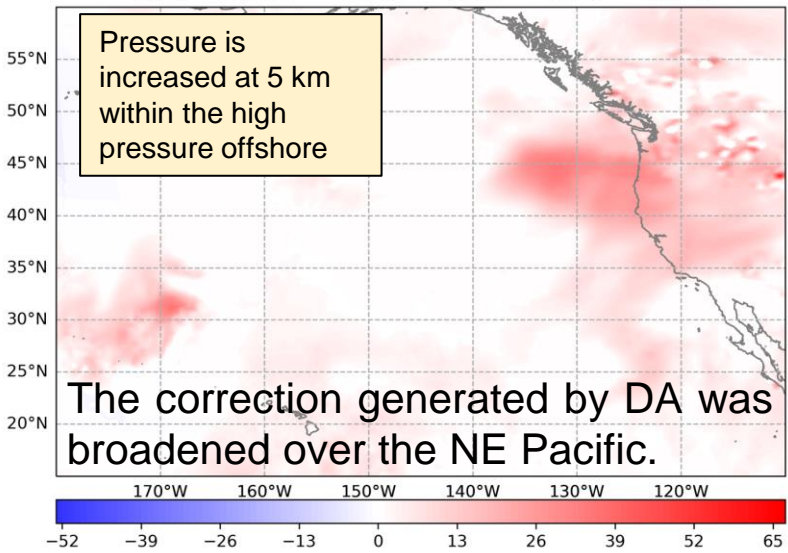 Pressure is
increased at 5 km
within the high
pressure offshore
55°N
50°N
45°N
40°N
35°N
30°N
25°N
20°N
The correction generated by DA was
broadened over the NE Pacific.
170°W 160°W 150°W 140°W 130°W 120°W
−52 −39 −26 −13 0 13 26 39 52 65